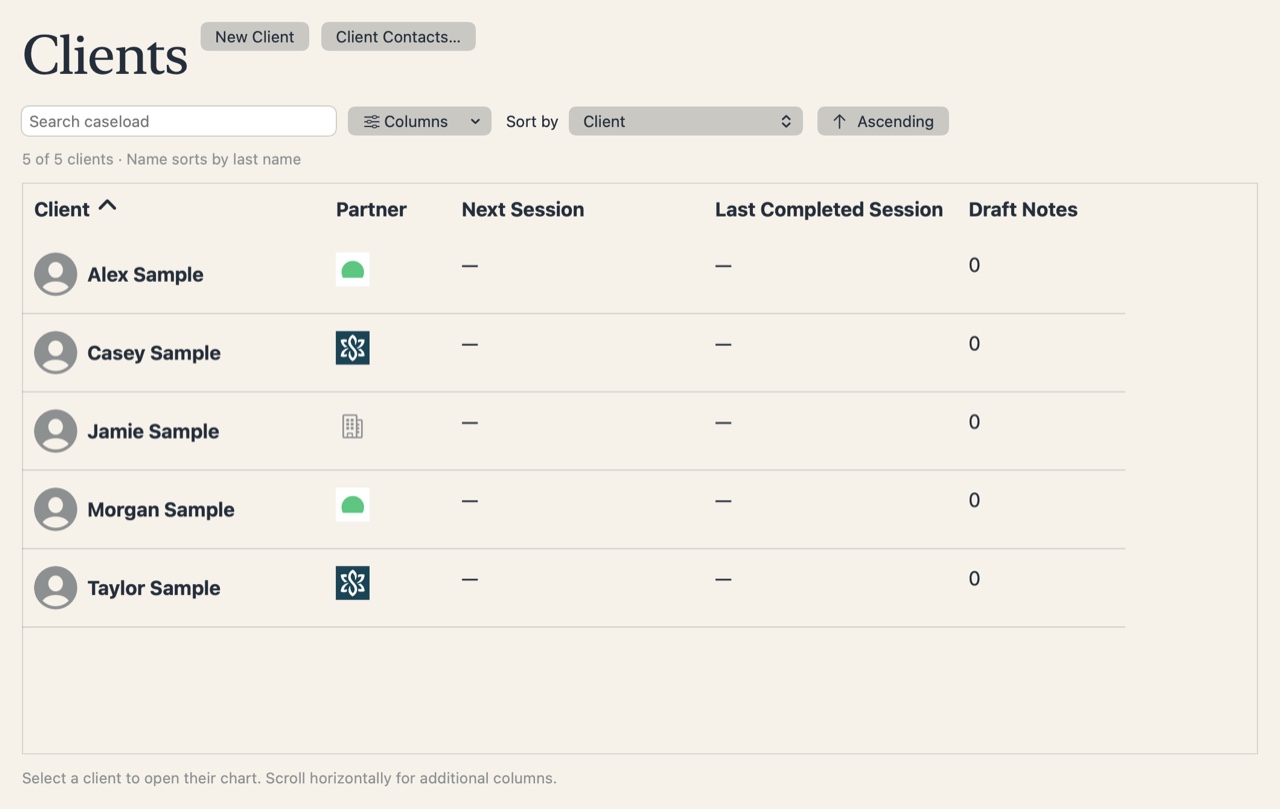 Clients
New Client
Client Contacts...
Search caseload
Columns
Sort by
Client
Ascending
5 of 5 clients · Name sorts by last name
Client Partner Next Session Last Completed Session Draft Notes
Alex Sample — — 0
Casey Sample — — 0
Jamie Sample — — 0
Morgan Sample — — 0
Taylor Sample — — 0
Select a client to open their chart. Scroll horizontally for additional columns.